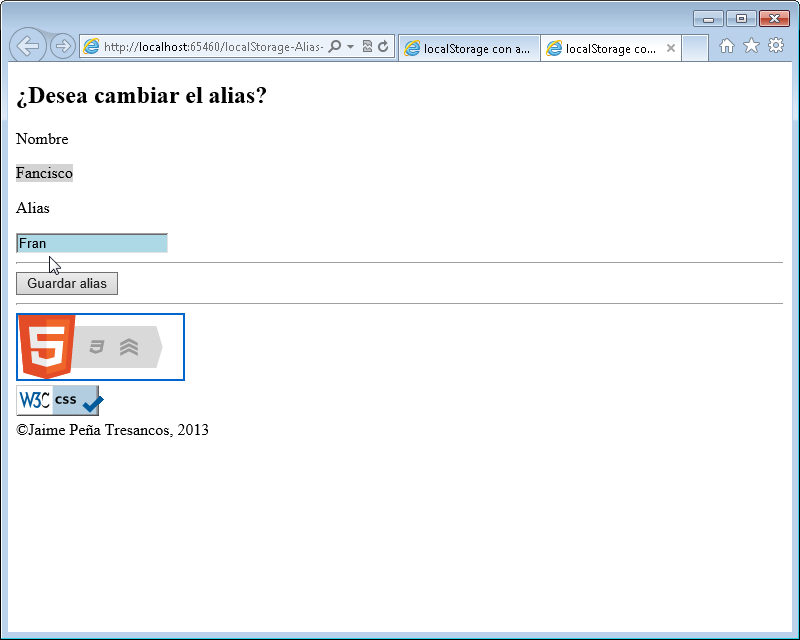 http://localhost:65460/localStorage-Alias-
localStorage con a...
localStorage co...
¿Desea cambiar el alias?
Nombre
Fancisco
Alias
Fran
Guardar alias
5 3
W3C css
©Jaime Peña Tresancos, 2013